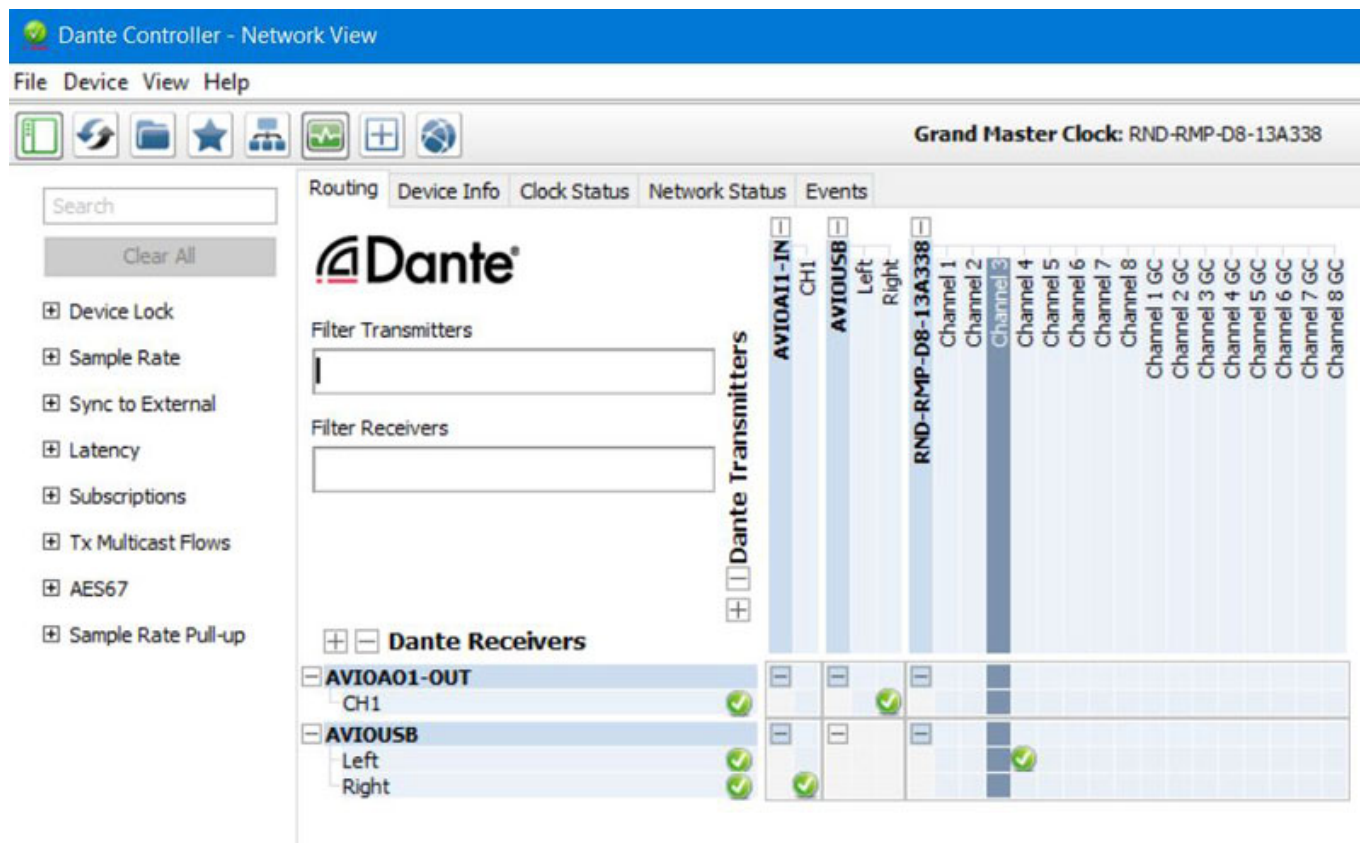 Dante Controller - Network View
File Device View Help
Grand Master Clock: RND-RMP-D8-13A338
Search
Clear All
Device Lock
Sample Rate
Sync to External
Latency
Subscriptions
Tx Multicast Flows
AES67
Sample Rate Pull-up
Routing Device Info Clock Status Network Status Events
Dante®
Filter Transmitters
Filter Receivers
Dante Transmitters
AVIOAI1-IN
CH1
AVIOUSB
Left
Right
RND-RMP-D8-13A338
Channel 1
Channel 2
Channel 3
Channel 4
Channel 5
Channel 6
Channel 7
Channel 8
Channel 1 GC
Channel 2 GC
Channel 3 GC
Channel 4 GC
Channel 5 GC
Channel 6 GC
Channel 7 GC
Channel 8 GC
Dante Receivers
AVIOAO1-OUT
CH1
AVIOUSB
Left
Right